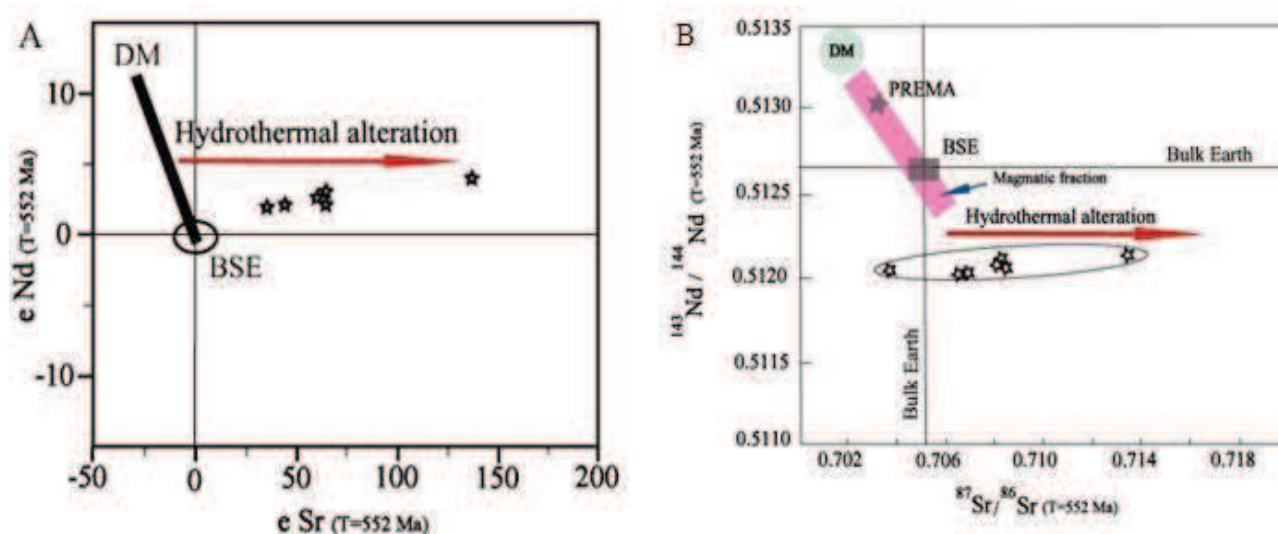 A
DM
Hydrothermal alteration
BSE
10
0
-10
e Nd (T=552 Ma)
-50 0 50 100 150 200
e Sr (T=552 Ma)
B
DM
PREMA
BSE
Bulk Earth
Magmatic fraction
Hydrothermal alteration
Bulk Earth
0.5135
0.5130
0.5125
0.5120
0.5115
0.5110
143Nd / 144Nd (T=552 Ma)
0.702 0.706 0.710 0.714 0.718
87Sr/86Sr (T=552 Ma)